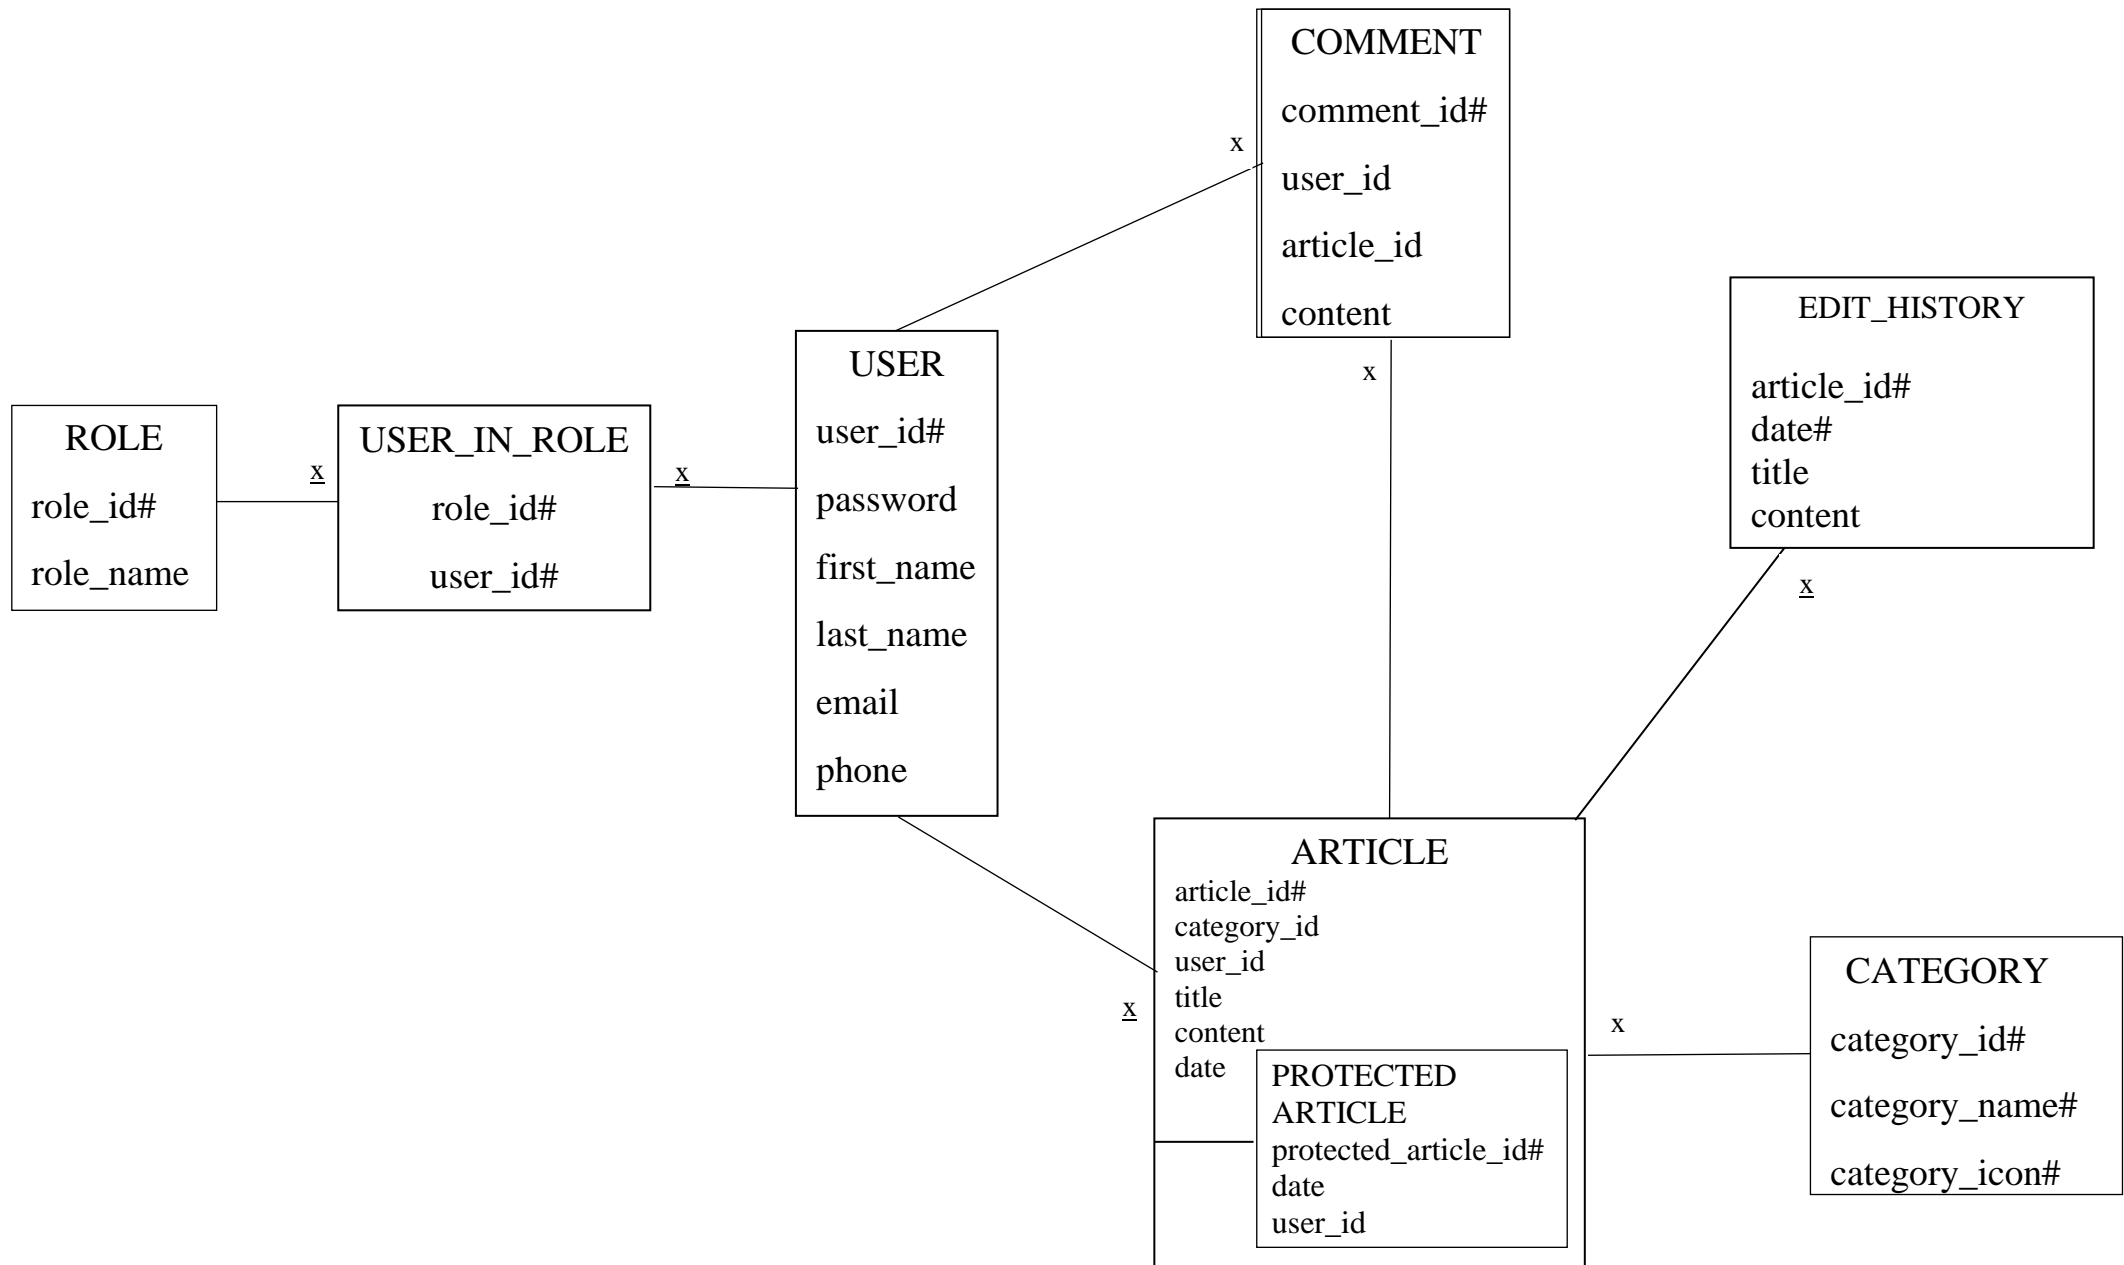 COMMENT
comment_id#
user_id
article_id
content
x
x
EDIT_HISTORY
article_id#
date#
title
content
x
ROLE
role_id#
role_name
x
USER_IN_ROLE
role_id#
user_id#
x
USER
user_id#
password
first_name
last_name
email
phone
x
ARTICLE
article_id#
category_id
user_id
title
content
date
PROTECTED
ARTICLE
protected_article_id#
date
user_id
x
CATEGORY
category_id#
category_name#
category_icon#